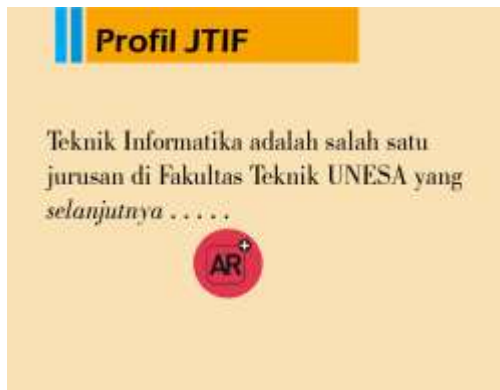 Profil JTIF
Teknik Informatika adalah salah satu
jurusan di Fakultas Teknik UNESA yang
selanjutnya . . . . .
AR+